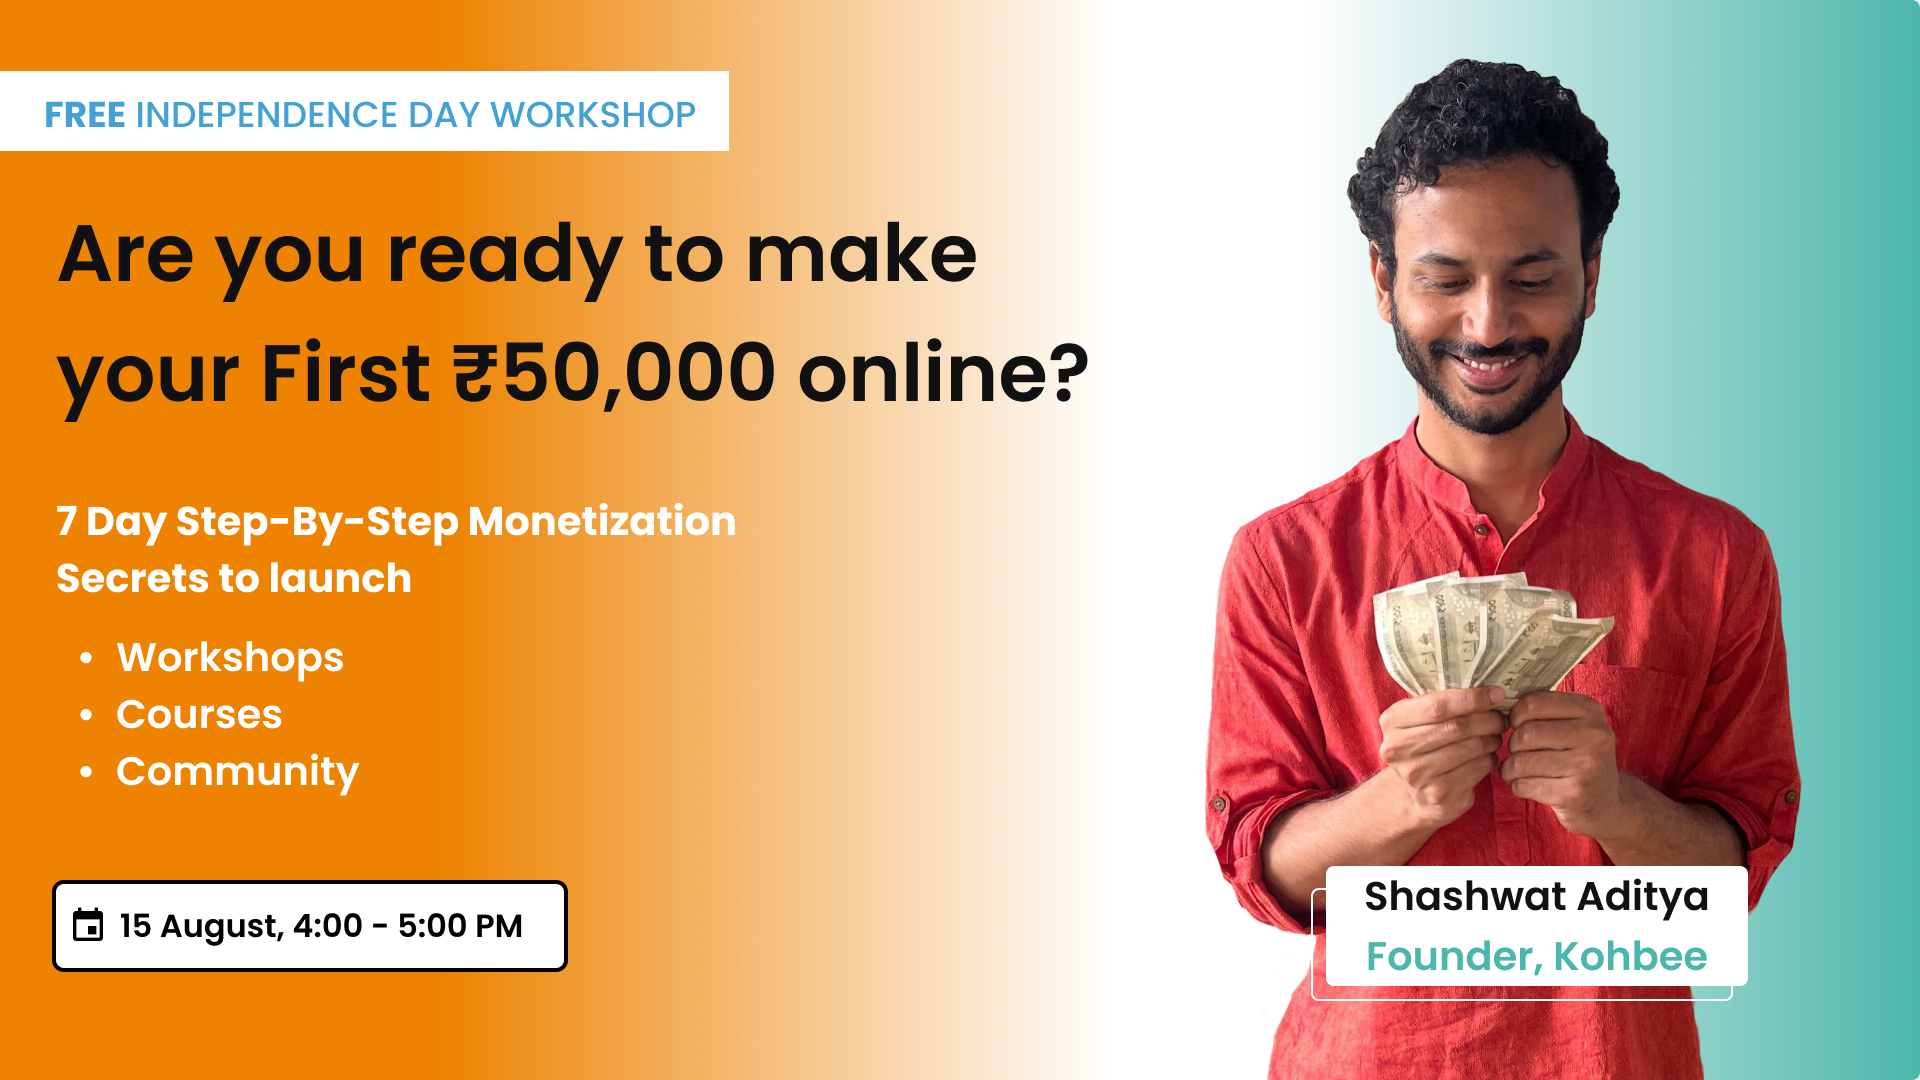 FREE INDEPENDENCE DAY WORKSHOP
Are you ready to make
your First ₹50,000 online?
7 Day Step-By-Step Monetization
Secrets to launch
• Workshops
• Courses
• Community
15 August, 4:00 - 5:00 PM
Shashwat Aditya
Founder, Kohbee